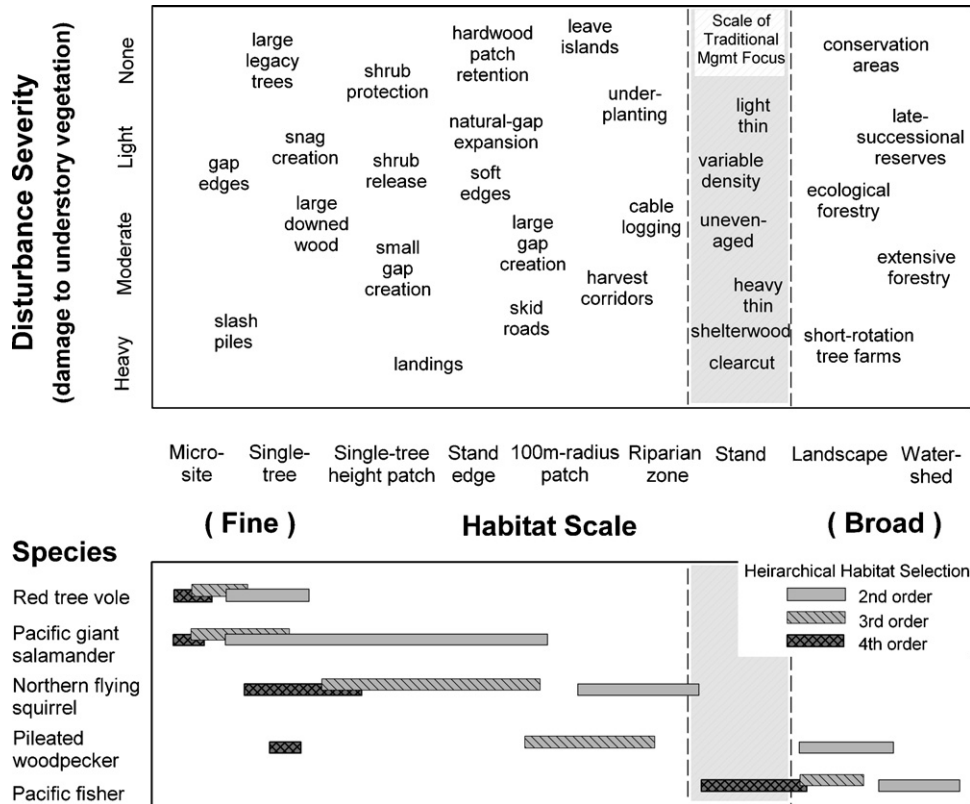 Disturbance Severity
(damage to understory vegetation)
None
Light
Moderate
Heavy
large
legacy
trees
shrub
protection
hardwood
patch
retention
leave
islands
Scale of
Traditional
Mgmt Focus
conservation
areas
under-
planting
light
thin
late-
successional
reserves
gap
edges
snag
creation
shrub
release
natural-gap
expansion
soft
edges
variable
density
ecological
forestry
large
downed
wood
small
gap
creation
large
gap
creation
cable
logging
uneven-
aged
extensive
forestry
harvest
corridors
heavy
thin
slash
piles
skid
roads
shelterwood
short-rotation
tree farms
landings
clearcut
Micro-
site
Single-
tree
Single-tree
height patch
Stand
edge
100m-radius
patch
Riparian
zone
Stand
Landscape
Water-
shed
( Fine )
Habitat Scale
( Broad )
Species
Heirarchical Habitat Selection
2nd order
3rd order
4th order
Red tree vole
Pacific giant
salamander
Northern flying
squirrel
Pileated
woodpecker
Pacific fisher